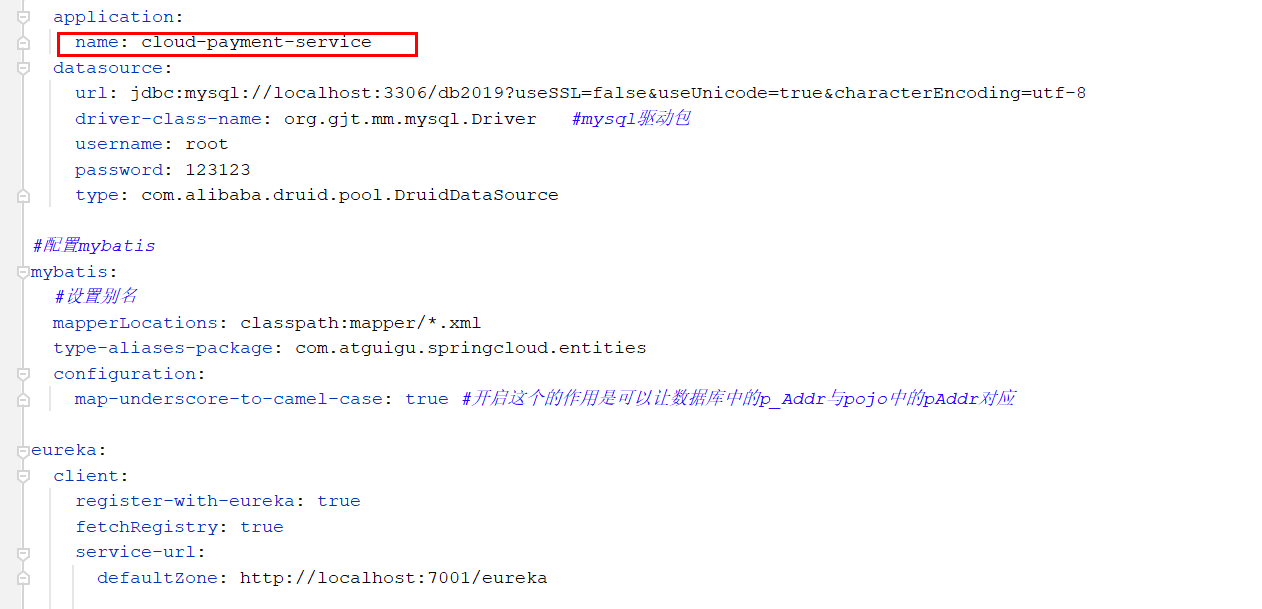 application:
name: cloud-payment-service
datasource:
url: jdbc:mysql://localhost:3306/db2019?useSSL=false&useUnicode=true&characterEncoding=utf-8
driver-class-name: org.gjt.mm.mysql.Driver #mysql驱动包
username: root
password: 123123
type: com.alibaba.druid.pool.DruidDataSource
#配置mybatis
mybatis:
#设置别名
mapperLocations: classpath:mapper/*.xml
type-aliases-package: com.atguigu.springcloud.entities
configuration:
map-underscore-to-camel-case: true #开启这个的作用是可以让数据库中的p_Addr与pojo中的pAddr对应
eureka:
client:
register-with-eureka: true
fetchRegistry: true
service-url:
defaultZone: http://localhost:7001/eureka